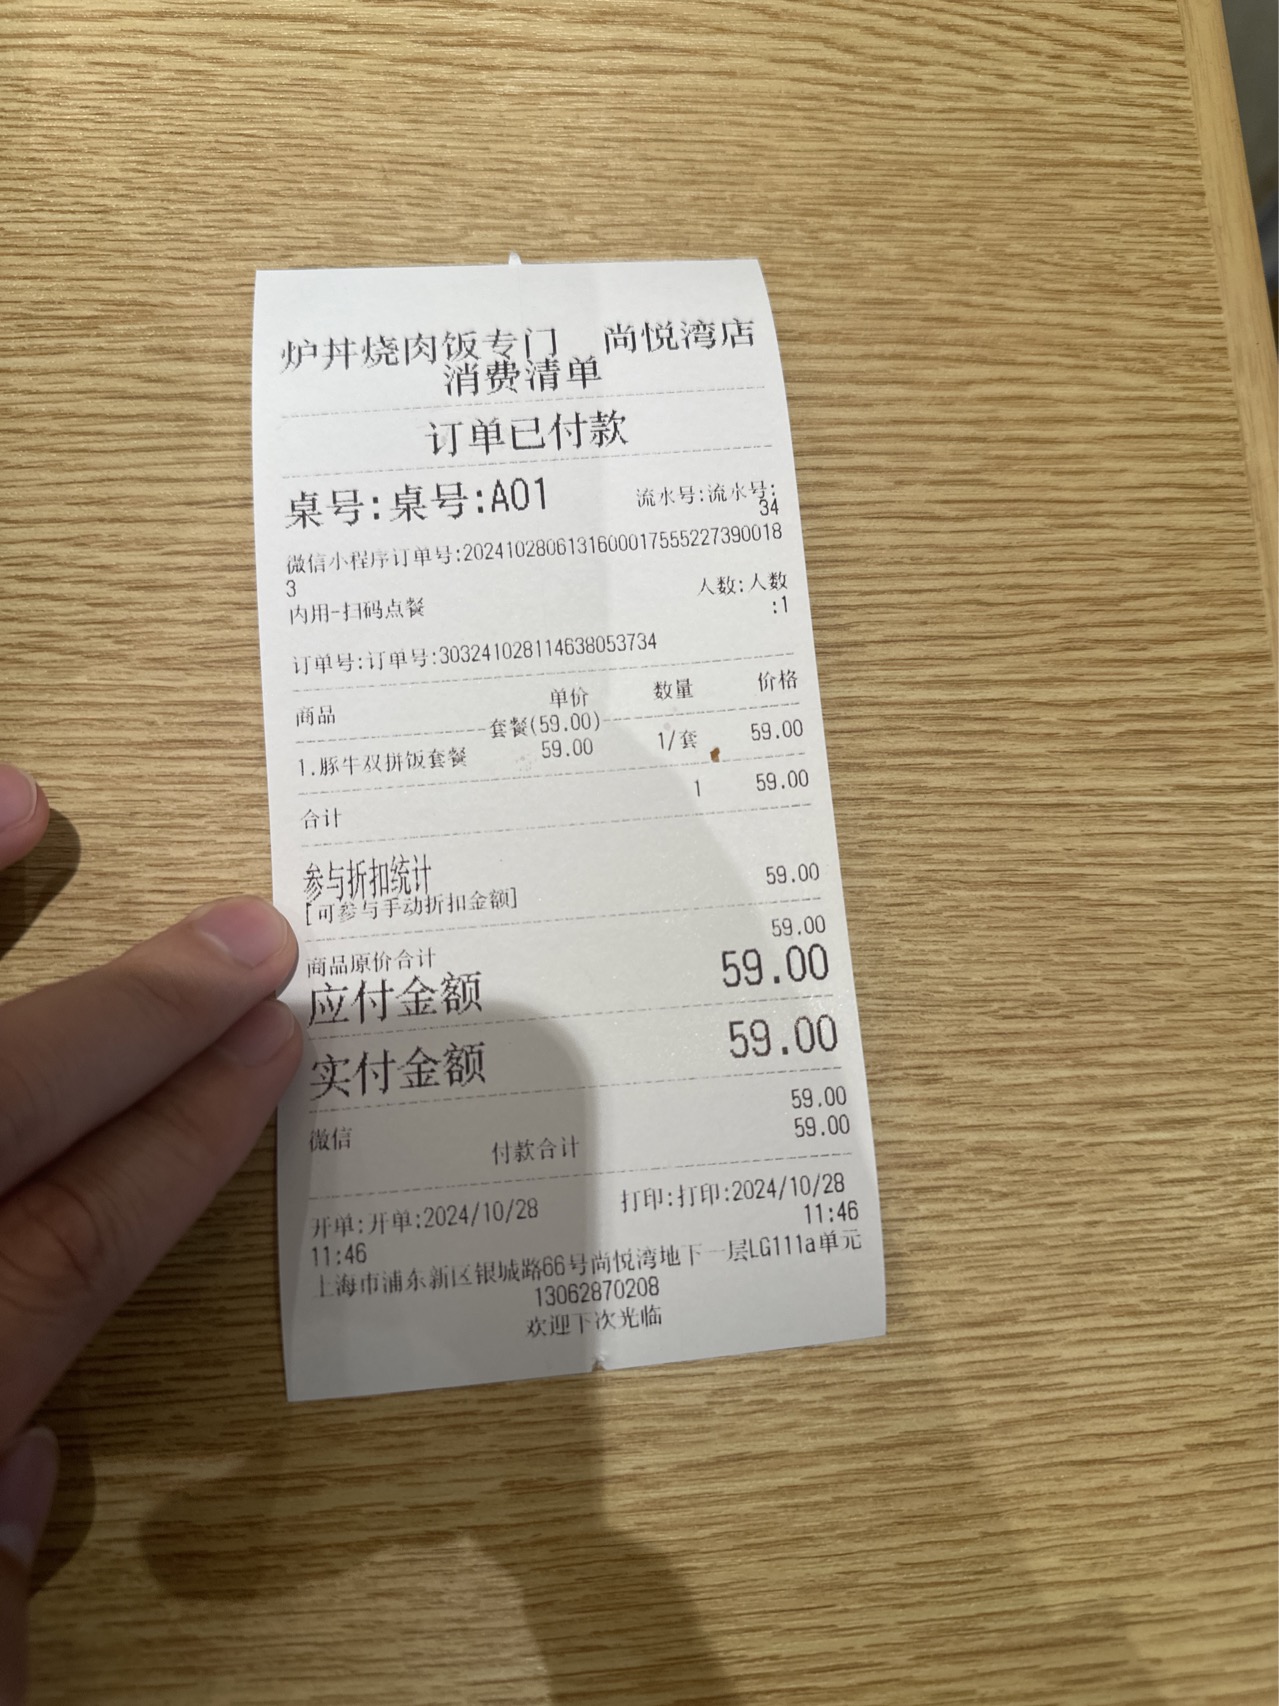 炉丼烧肉饭专门 尚悦湾店
消费清单
订单已付款
桌号:桌号:A01 流水号:流水号:
34
微信小程序订单号:2024102806131600017555227390018
3
内用-扫码点餐 人数:人数
:1
订单号:订单号:303241028114638053734
商品 单价 数量 价格
套餐(59.00)
1.豚牛双拼饭套餐 59.00 1/套 59.00
合计 1 59.00
参与折扣统计 59.00
[可参与手动折扣金额]
商品原价合计 59.00
应付金额 59.00
实付金额 59.00
微信 59.00
付款合计 59.00
开单:开单:2024/10/28 打印:打印:2024/10/28
11:46 11:46
上海市浦东新区银城路66号尚悦湾地下一层LG111a单元
13062870208
欢迎下次光临